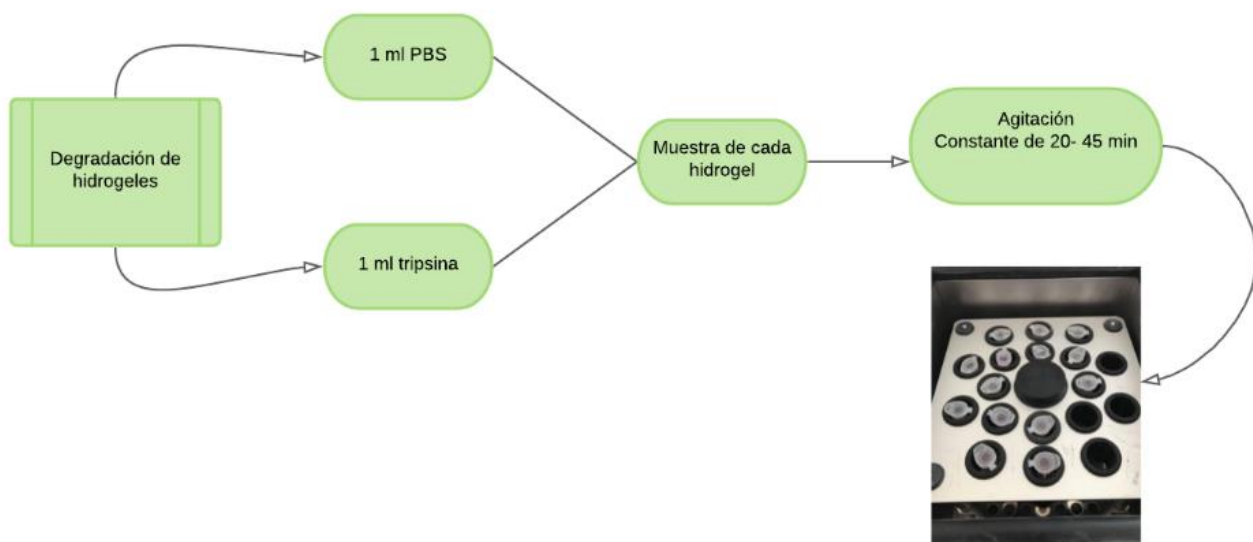 Degradación de
hidrogeles
1 ml PBS
1 ml tripsina
Muestra de cada
hidrogel
Agitación
Constante de 20- 45 min